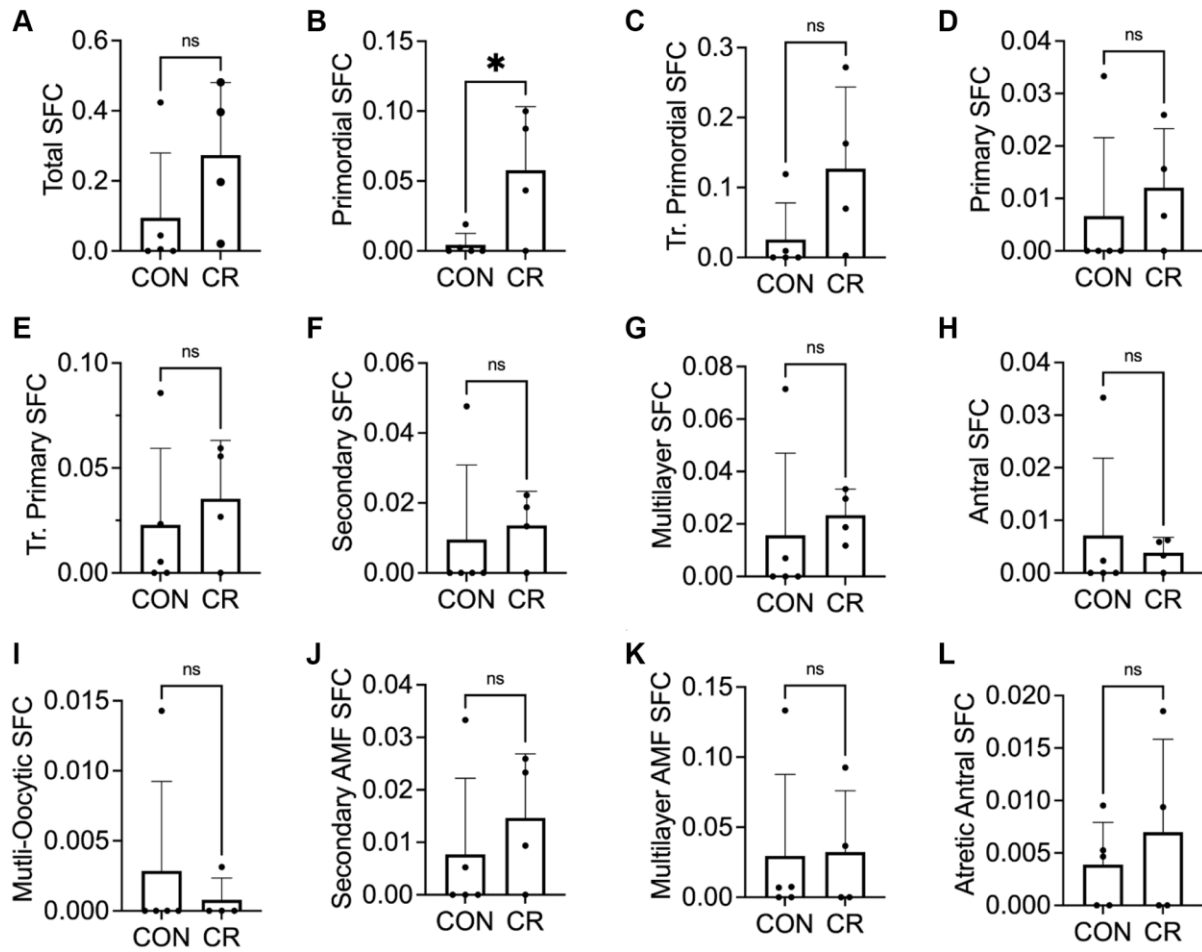 A
ns
Total SFC
0.6
0.4
0.2
0.0
CON CR
B
*
Primordial SFC
0.15
0.10
0.05
0.00
CON CR
C
ns
Tr. Primordial SFC
0.3
0.2
0.1
0.0
CON CR
D
ns
Primary SFC
0.04
0.03
0.02
0.01
0.00
CON CR
E
ns
Tr. Primary SFC
0.10
0.05
0.00
CON CR
F
ns
Secondary SFC
0.06
0.04
0.02
0.00
CON CR
G
ns
Multilayer SFC
0.08
0.06
0.04
0.02
0.00
CON CR
H
ns
Antral SFC
0.04
0.03
0.02
0.01
0.00
CON CR
I
ns
Mutli-Oocytic SFC
0.015
0.010
0.005
0.000
CON CR
J
ns
Secondary AMF SFC
0.04
0.03
0.02
0.01
0.00
CON CR
K
ns
Multilayer AMF SFC
0.15
0.10
0.05
0.00
CON CR
L
ns
Atretic Antral SFC
0.020
0.015
0.010
0.005
0.000
CON CR